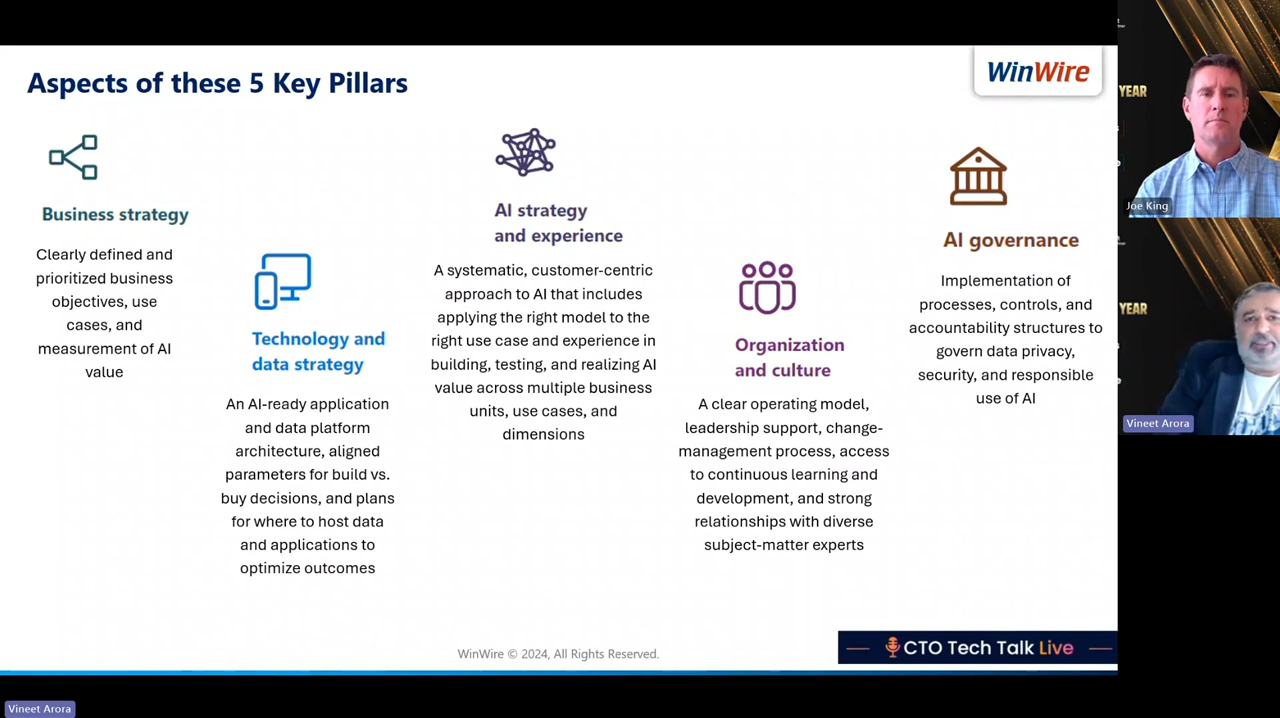 Aspects of these 5 Key Pillars
WinWire
Business strategy
Clearly defined and
prioritized business
objectives, use
cases, and
measurement of AI
value
Technology and
data strategy
An AI-ready application
and data platform
architecture, aligned
parameters for build vs.
buy decisions, and plans
for where to host data
and applications to
optimize outcomes
AI strategy
and experience
A systematic, customer-centric
approach to AI that includes
applying the right model to the
right use case and experience in
building, testing, and realizing AI
value across multiple business
units, use cases, and
dimensions
Organization
and culture
A clear operating model,
leadership support, change-
management process, access
to continuous learning and
development, and strong
relationships with diverse
subject-matter experts
AI governance
Implementation of
processes, controls, and
accountability structures to
govern data privacy,
security, and responsible
use of AI
WinWire © 2024, All Rights Reserved.
CTO Tech Talk Live
YEAR
Joe King
YEAR
Vineet Arora
Vineet Arora